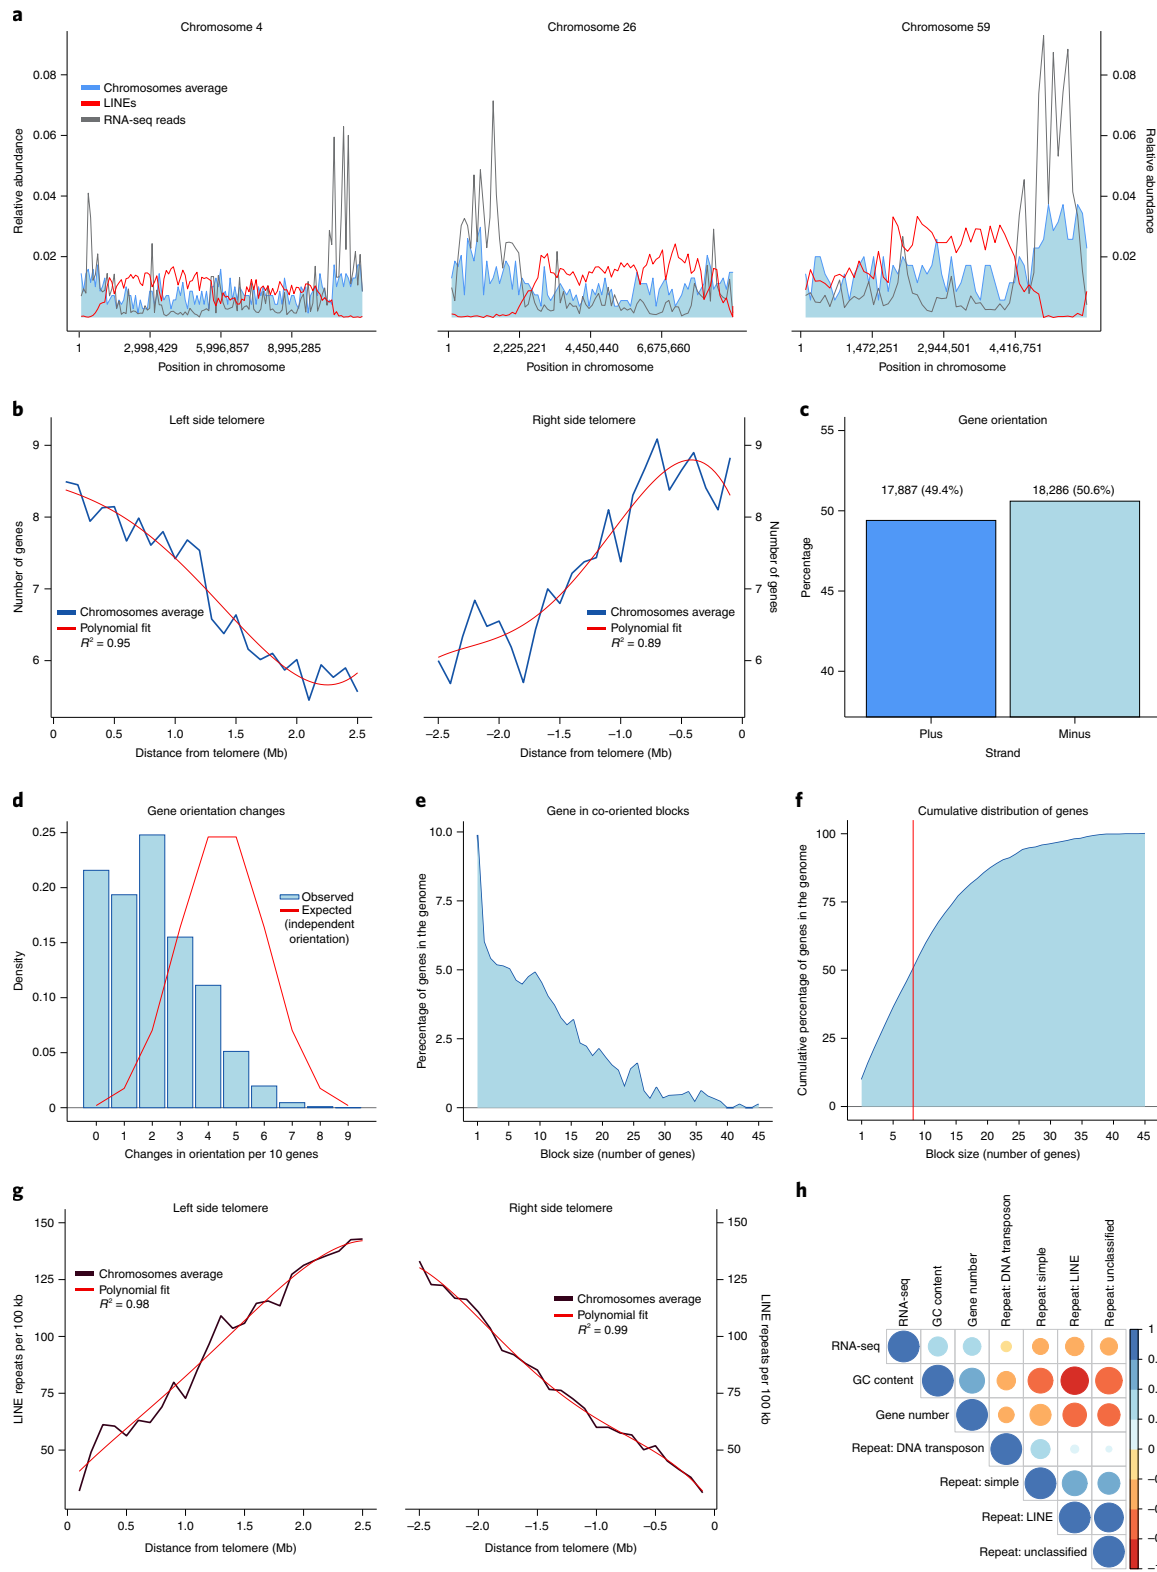 a
Chromosome 4
Chromosome 26
Chromosome 59
Relative abundance
0.08
0.06
0.04
0.02
Chromosomes average
LINEs
RNA-seq reads
0.08
0.06
0.04
0.02
Relative abundance
1
2,998,429
5,996,857
8,995,285
Position in chromosome
1
2,225,221
4,450,440
6,675,660
Position in chromosome
1
1,472,251
2,944,501
4,416,751
Position in chromosome
b
Left side telomere
Number of genes
9
8
7
6
Chromosomes average
Polynomial fit
R² = 0.95
0
0.5
1.0
1.5
2.0
2.5
Distance from telomere (Mb)
Right side telomere
9
8
7
6
Number of genes
Chromosomes average
Polynomial fit
R² = 0.89
–2.5
–2.0
–1.5
–1.0
–0.5
0
Distance from telomere (Mb)
c
Gene orientation
Percentage
55
50
45
40
17,887 (49.4%)
18,286 (50.6%)
Plus
Minus
Strand
d
Gene orientation changes
Density
0.25
0.20
0.15
0.10
0.05
0
Observed
Expected
(independent
orientation)
0
1
2
3
4
5
6
7
8
9
Changes in orientation per 10 genes
e
Gene in co-oriented blocks
Perecentage of genes in the genome
10.0
7.5
5.0
2.5
0
1
5
10
15
20
25
30
35
40
45
Block size (number of genes)
f
Cumulative distribution of genes
Cumulative percentage of genes in the genome
100
75
50
25
0
1
5
10
15
20
25
30
35
40
45
Block size (number of genes)
g
Left side telomere
LINE repeats per 100 kb
150
125
100
75
50
Chromosomes average
Polynomial fit
R² = 0.98
0
0.5
1.0
1.5
2.0
2.5
Distance from telomere (Mb)
Right side telomere
150
125
100
75
50
LINE repeats per 100 kb
Chromosomes average
Polynomial fit
R² = 0.99
–2.5
–2.0
–1.5
–1.0
–0.5
0
Distance from telomere (Mb)
h
RNA-seq
GC content
Gene number
Repeat: DNA transposon
Repeat: simple
Repeat: LINE
Repeat: unclassified
RNA-seq
GC content
Gene number
Repeat: DNA transposon
Repeat: simple
Repeat: LINE
Repeat: unclassified
1
0